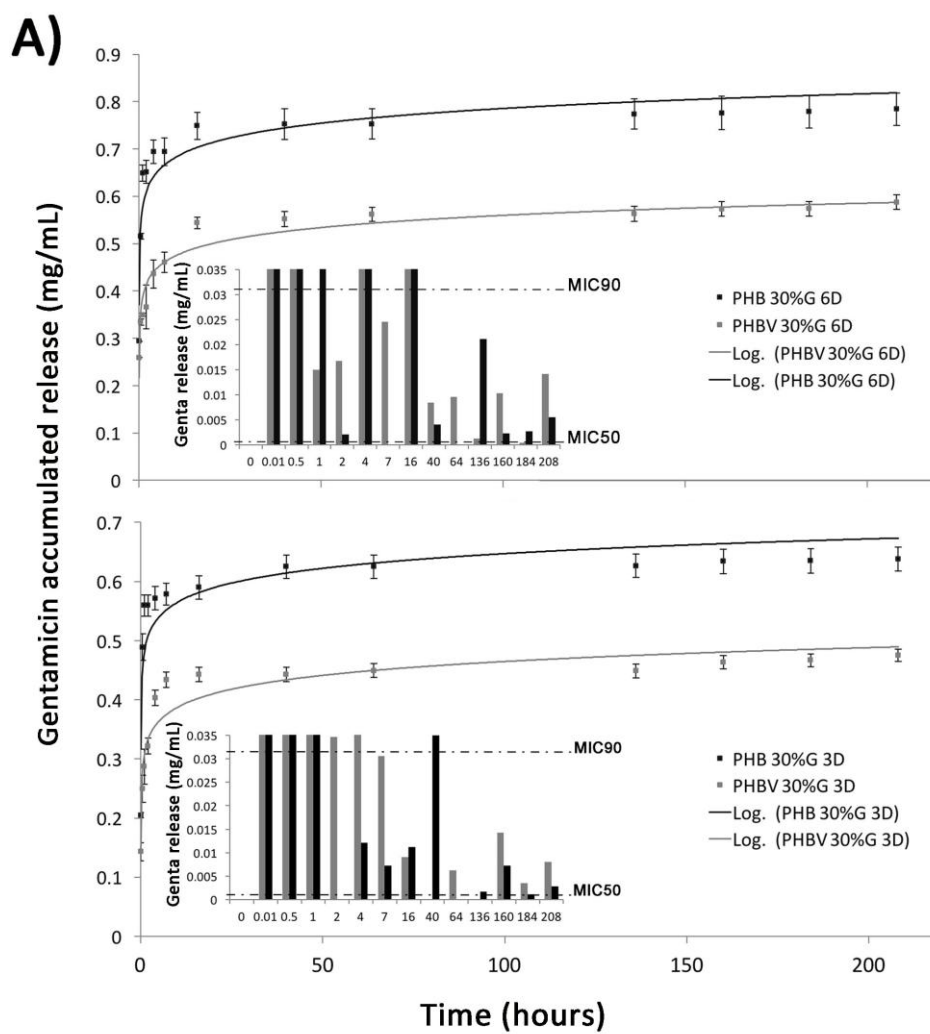 A)
Gentamicin accumulated release (mg/mL)
0.9
0.8
0.7
0.6
0.5
0.4
0.3
0.2
0.1
0
Genta release (mg/mL)
0.035
0.03
0.025
0.02
0.015
0.01
0.005
0
MIC90
MIC50
0 0.01 0.5 1 2 4 7 16 40 64 136 160 184 208
PHB 30%G 6D
PHBV 30%G 6D
Log. (PHBV 30%G 6D)
Log. (PHB 30%G 6D)
0.7
0.6
0.5
0.4
0.3
0.2
0.1
0
Genta release (mg/mL)
0.035
0.03
0.025
0.02
0.015
0.01
0.005
0
MIC90
MIC50
0 0.01 0.5 1 2 4 7 16 40 64 136 160 184 208
PHB 30%G 3D
PHBV 30%G 3D
Log. (PHB 30%G 3D)
Log. (PHBV 30%G 3D)
0 50 100 150 200
Time (hours)